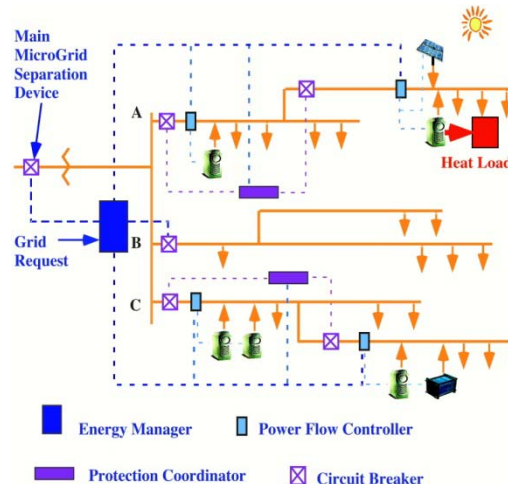 Main
MicroGrid
Separation
Device
A
Heat Load
Grid
Request
B
C
Energy Manager
Power Flow Controller
Protection Coordinator
Circuit Breaker